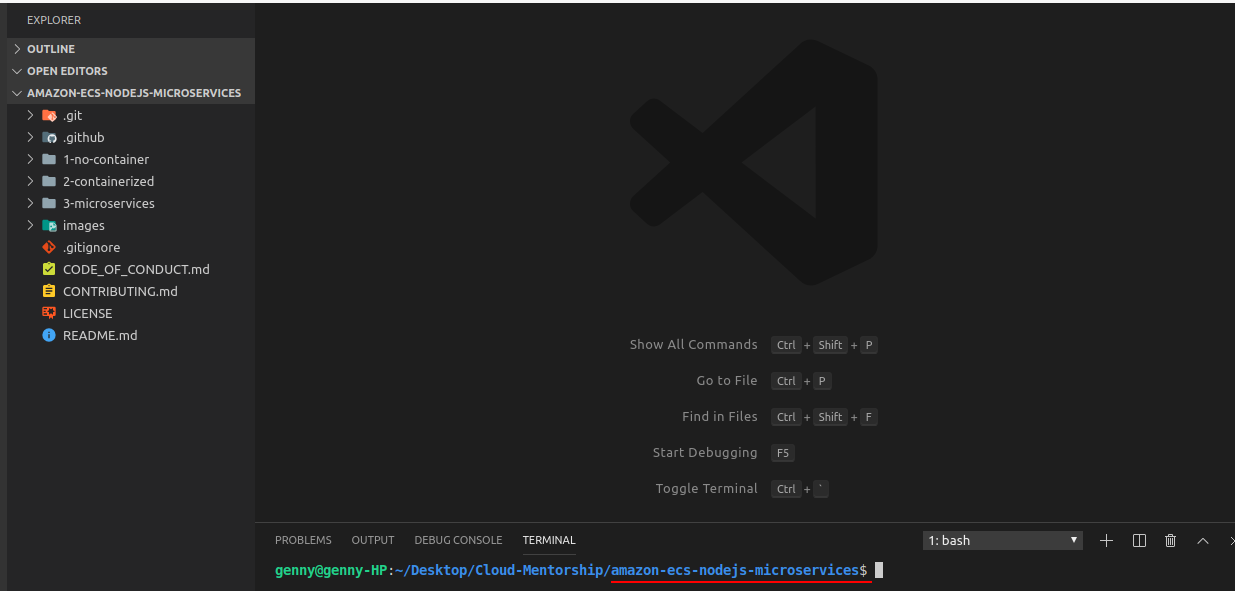 EXPLORER
OUTLINE
OPEN EDITORS
AMAZON-ECS-NODEJS-MICROSERVICES
.git
.github
1-no-container
2-containerized
3-microservices
images
.gitignore
CODE_OF_CONDUCT.md
CONTRIBUTING.md
LICENSE
README.md
Show All Commands Ctrl + Shift + P
Go to File Ctrl + P
Find in Files Ctrl + Shift + F
Start Debugging F5
Toggle Terminal Ctrl + `
PROBLEMS OUTPUT DEBUG CONSOLE TERMINAL 1: bash
genny@genny-HP:~/Desktop/Cloud-Mentorship/amazon-ecs-nodejs-microservices$